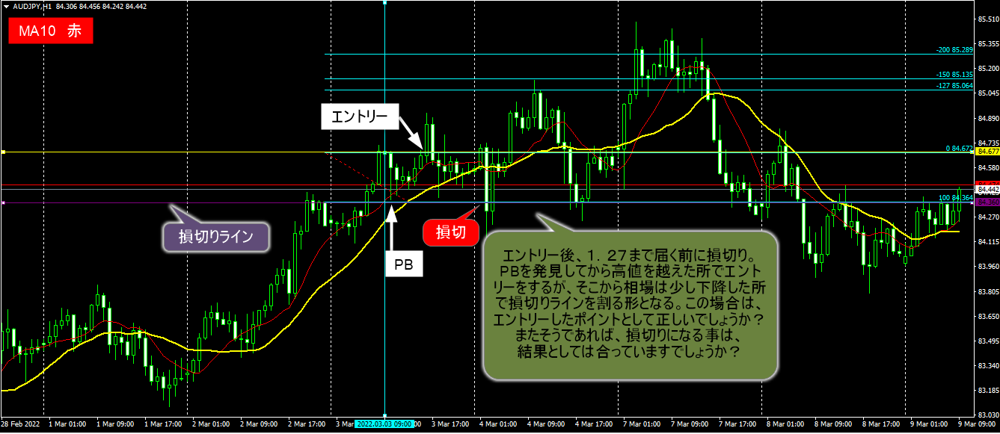 AUDJPY,H1 84.306 84.456 84.242 84.442
MA10 赤
85.510
85.355
-200 85.289
85.200
-150 85.135
-127 85.064
85.045
エントリー
84.890
84.735
0 84.672
84.677
84.580
84.442
100 84.364
84.360
84.270
損切りライン
損切
84.115
PB
エントリー後、1.27まで届く前に損切り。
PBを発見してから高値を越えた所でエント
リーをするが、そこから相場は少し下降した所
で損切りラインを割る形となる。この場合は、
エントリーしたポイントとして正しいでしょうか?
またそうであれば、損切りになる事は、
結果としては合っていますでしょうか?
83.960
83.805
83.650
83.495
83.340
83.185
83.030
28 Feb 2022 1 Mar 01:00 1 Mar 09:00 1 Mar 17:00 2 Mar 01:00 2 Mar 09:00 2 Mar 17:00 3 Mar 2022.03.03 09:00 3 Mar 17:00 4 Mar 01:00 4 Mar 09:00 4 Mar 17:00 7 Mar 01:00 7 Mar 09:00 7 Mar 17:00 8 Mar 01:00 8 Mar 09:00 8 Mar 17:00 9 Mar 01:00 9 Mar 09:00